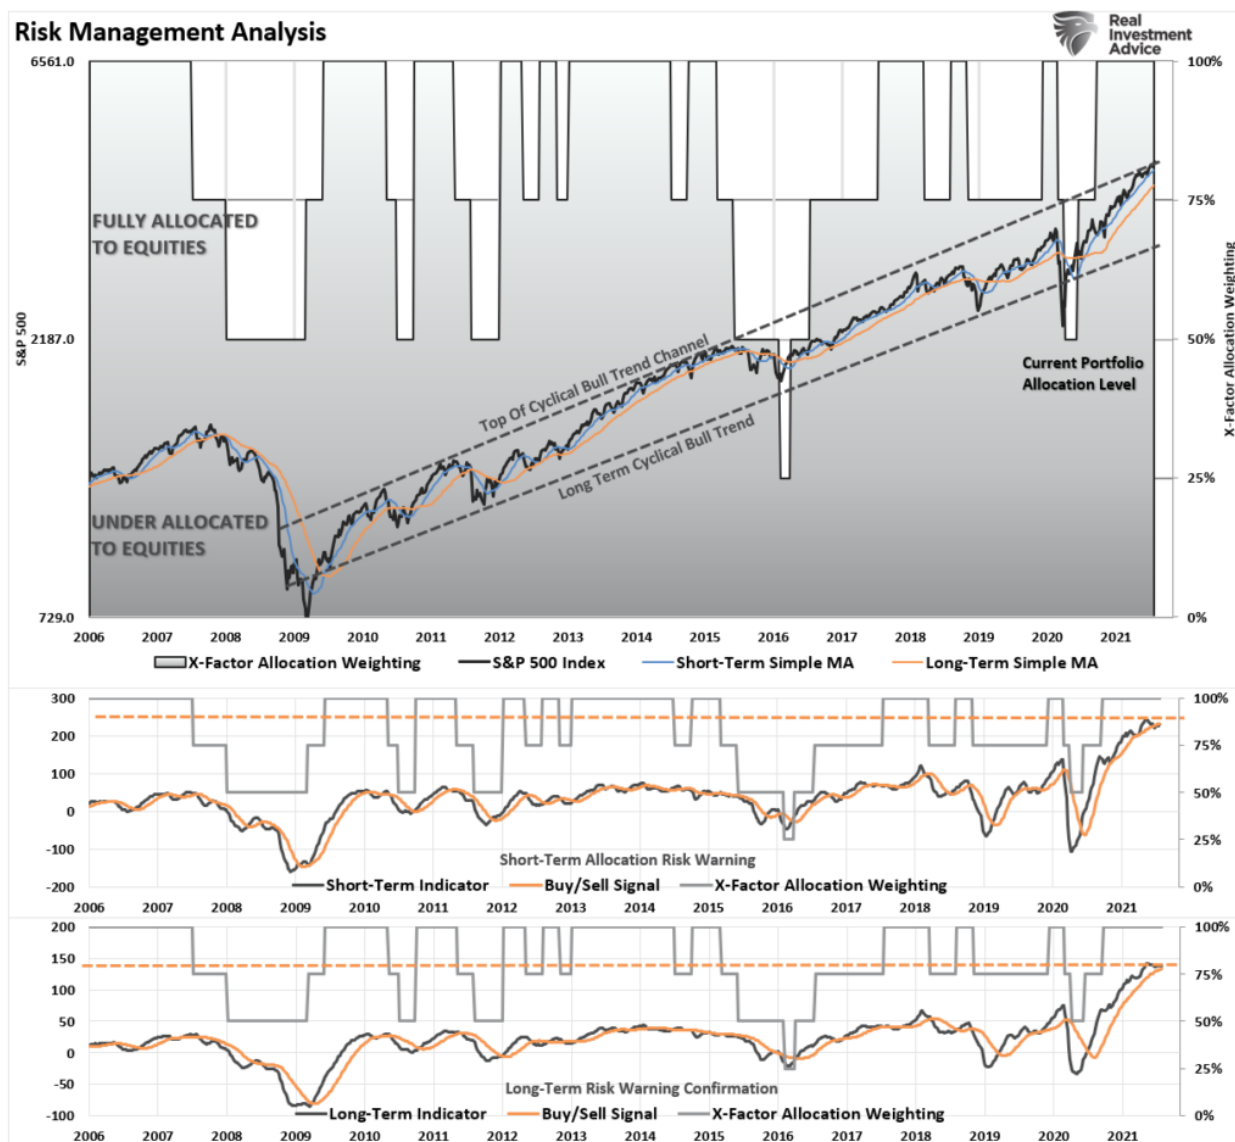 Risk Management Analysis
Real
Investment
Advice
6561.0
100%
FULLY ALLOCATED
TO EQUITIES
75%
S&P 500
X-Factor Allocation Weighting
2187.0
50%
Top Of Cyclical Bull Trend Channel
Current Portfolio
Allocation Level
Long Term Cyclical Bull Trend
25%
UNDER ALLOCATED
TO EQUITIES
729.0
0%
2006 2007 2008 2009 2010 2011 2012 2013 2014 2015 2016 2017 2018 2019 2020 2021
X-Factor Allocation Weighting S&P 500 Index Short-Term Simple MA Long-Term Simple MA
300 100%
200
75%
100
50%
0
25%
-100
Short-Term Allocation Risk Warning
Short-Term Indicator Buy/Sell Signal X-Factor Allocation Weighting
-200 0%
2006 2007 2008 2009 2010 2011 2012 2013 2014 2015 2016 2017 2018 2019 2020 2021
200 100%
150
75%
100
50
50%
0
25%
-50
Long-Term Risk Warning Confirmation
Long-Term Indicator Buy/Sell Signal X-Factor Allocation Weighting
-100 0%
2006 2007 2008 2009 2010 2011 2012 2013 2014 2015 2016 2017 2018 2019 2020 2021